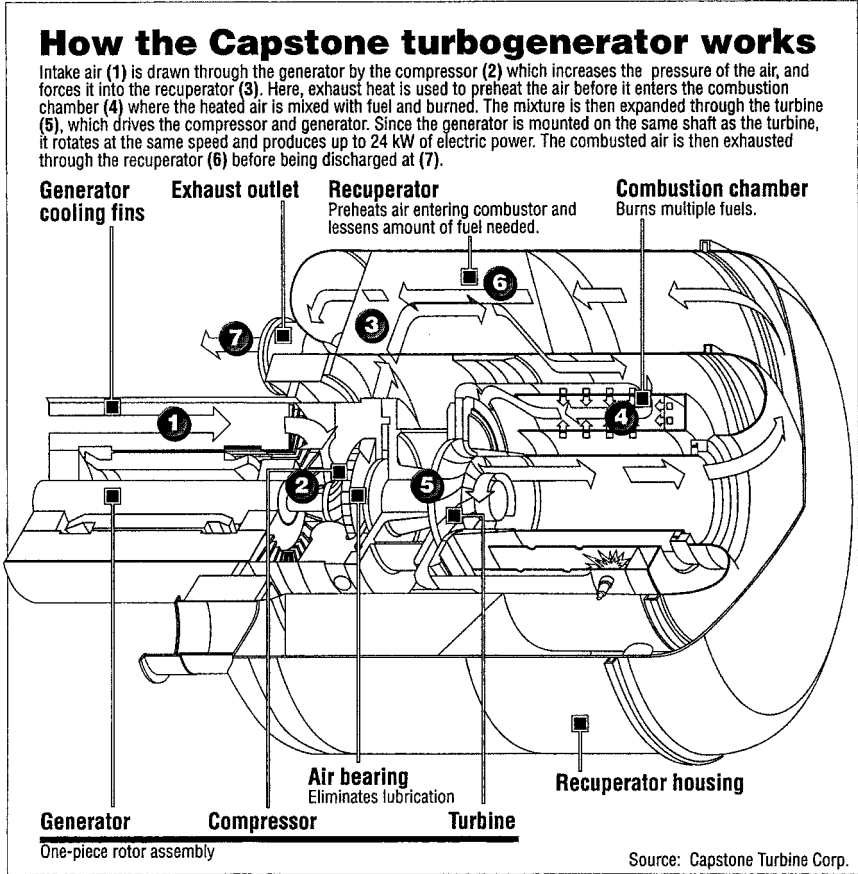 How the Capstone turbogenerator works
Intake air (1) is drawn through the generator by the compressor (2) which increases the pressure of the air, and
forces it into the recuperator (3). Here, exhaust heat is used to preheat the air before it enters the combustion
chamber (4) where the heated air is mixed with fuel and burned. The mixture is then expanded through the turbine
(5), which drives the compressor and generator. Since the generator is mounted on the same shaft as the turbine,
it rotates at the same speed and produces up to 24 kW of electric power. The combusted air is then exhausted
through the recuperator (6) before being discharged at (7).
Generator
cooling fins
Exhaust outlet
Recuperator
Preheats air entering combustor and
lessens amount of fuel needed.
Combustion chamber
Burns multiple fuels.
6
3
7
1
4
2
5
Air bearing
Eliminates lubrication
Recuperator housing
Generator
Compressor
Turbine
One-piece rotor assembly
Source: Capstone Turbine Corp.